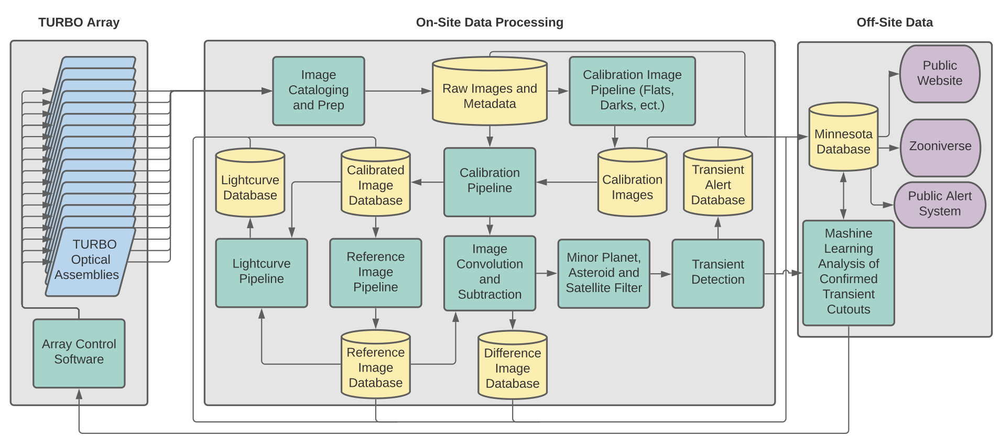 TURBO Array
On-Site Data Processing
Off-Site Data
TURBO
Optical
Assemblies
Array Control
Software
Image
Cataloging
and Prep
Raw Images and
Metadata
Calibration Image
Pipeline (Flats,
Darks, ect.)
Lightcurve
Database
Calibrated
Image
Database
Calibration
Pipeline
Calibration
Images
Transient
Alert
Database
Lightcurve
Pipeline
Reference
Image
Pipeline
Image
Convolution
and
Subtraction
Minor Planet,
Asteroid and
Satellite Filter
Transient
Detection
Reference
Image
Database
Difference
Image
Database
Public
Website
Minnesota
Database
Zooniverse
Public Alert
System
Mashine
Learning
Analysis of
Confirmed
Transient
Cutouts